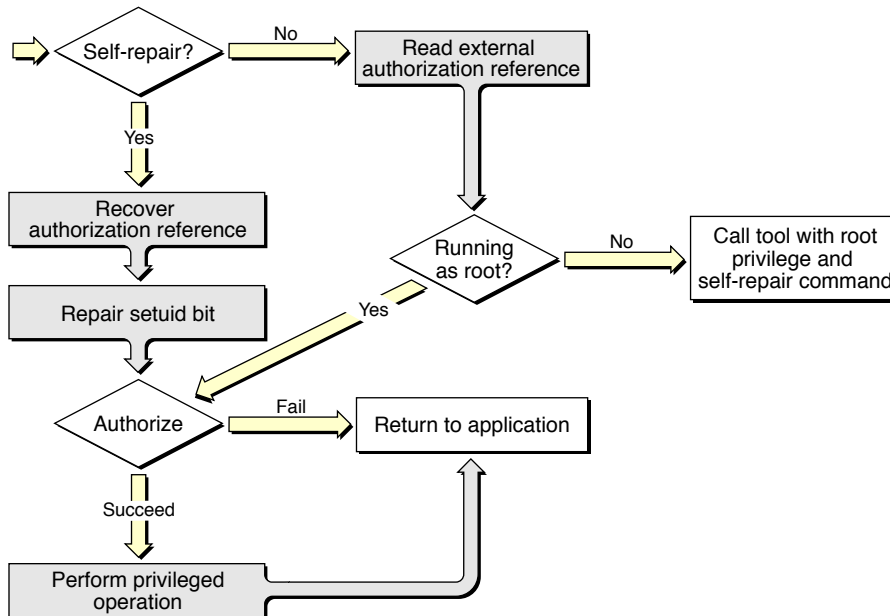 Self-repair?
No
Read external
authorization reference
Yes
Recover
authorization reference
Running
as root?
No
Call tool with root
privilege and
self-repair command
Repair setuid bit
Yes
Authorize
Fail
Return to application
Succeed
Perform privileged
operation